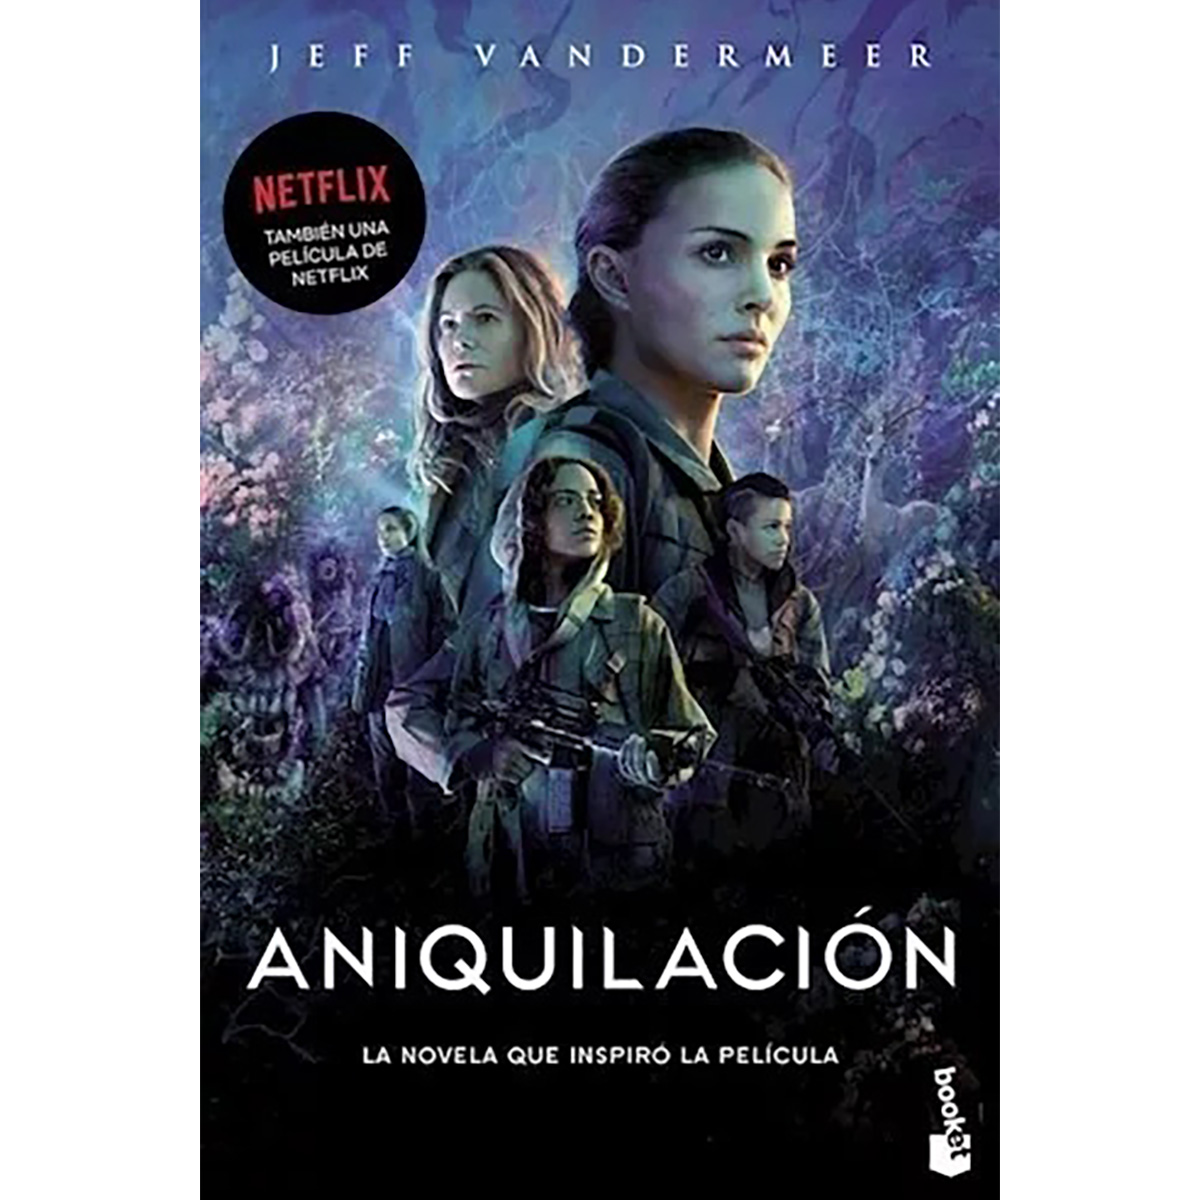 JEFF VANDERMEER
NETFLIX
TAMBIÉN UNA
PELÍCULA DE
NETFLIX
ANIQUILACIÓN
LA NOVELA QUE INSPIRÓ LA PELÍCULA
booket